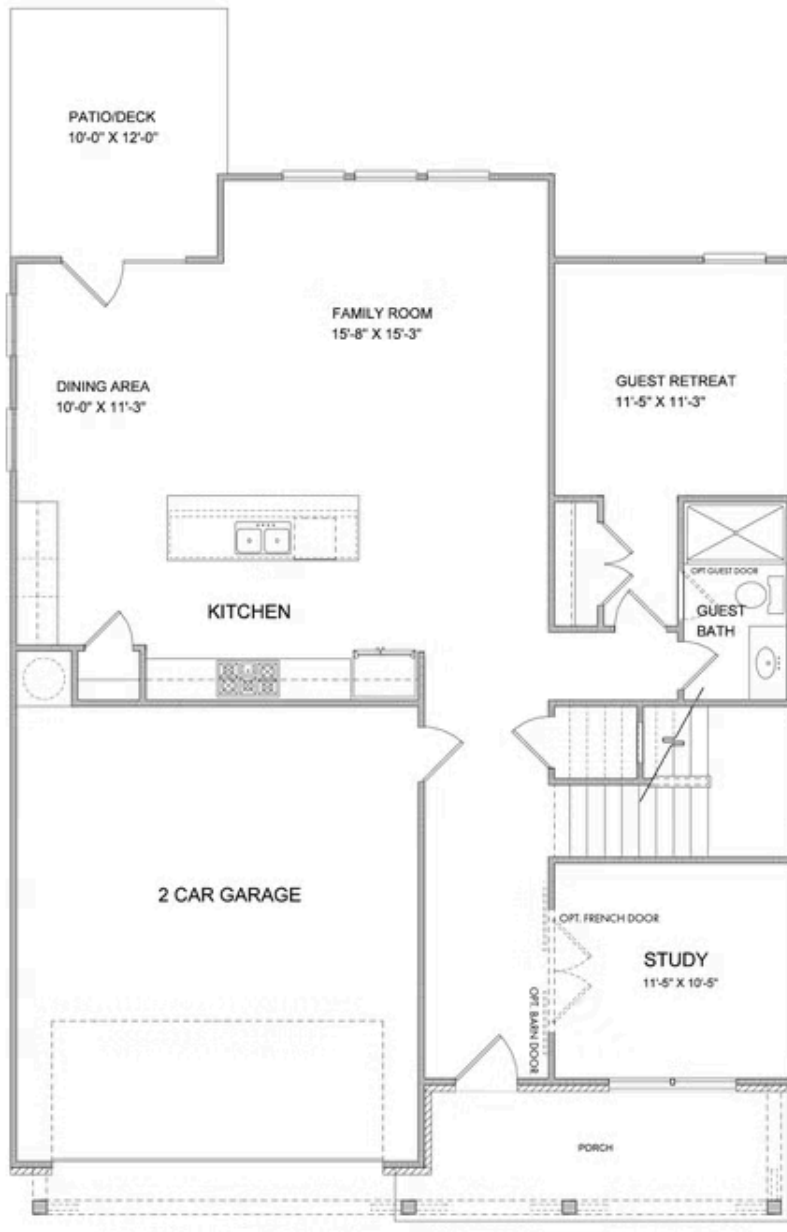 PATIO/DECK
10'-0" X 12'-0"
FAMILY ROOM
15'-8" X 15'-3"
DINING AREA
10'-0" X 11'-3"
GUEST RETREAT
11'-5" X 11'-3"
OPT GUEST DOOR
GUEST
BATH
KITCHEN
2 CAR GARAGE
OPT. FRENCH DOOR
STUDY
11'-5" X 10'-5"
OPT. BARN DOOR
PORCH